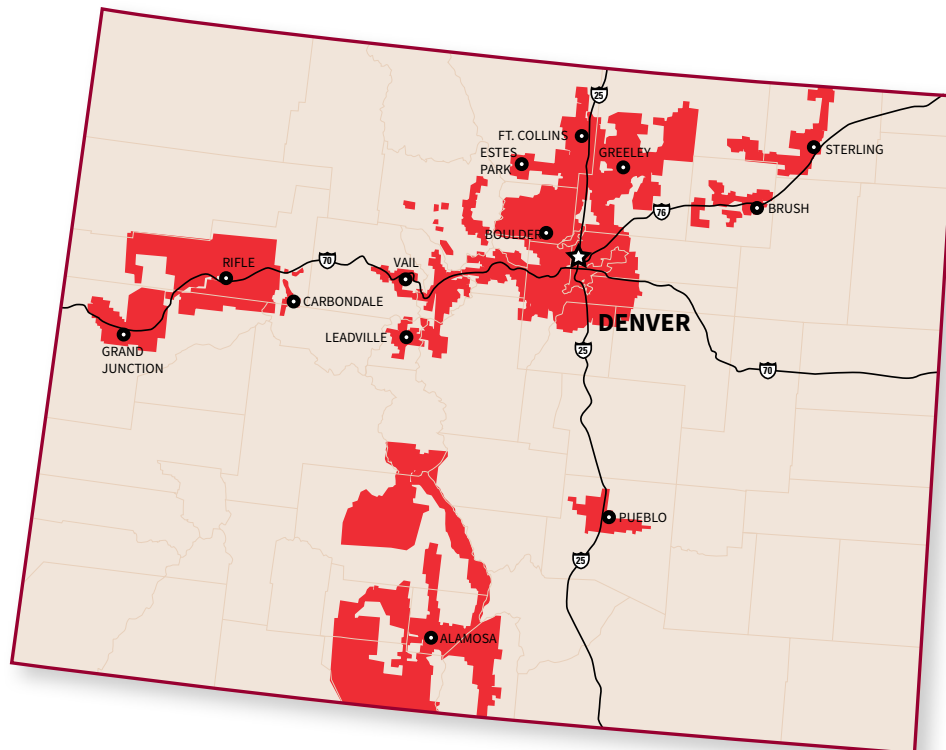 25
FT. COLLINS
ESTES
PARK
GREELEY
STERLING
76
BRUSH
BOULDER
RIFLE
70
VAIL
CARBONDALE
DENVER
LEADVILLE
25
GRAND
JUNCTION
70
PUEBLO
25
ALAMOSA